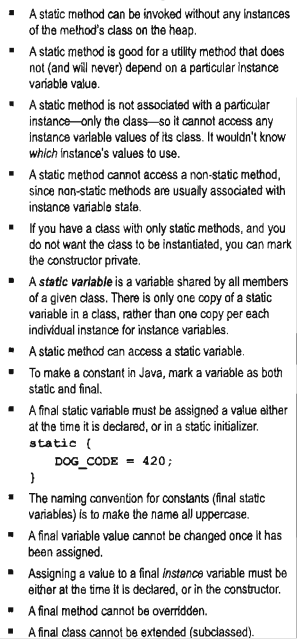 ▪ A static method can be invoked without any instances
of the method's class on the heap.
▪ A static method is good for a utility method that does
not (and will never) depend on a particular instance
variable value.
▪ A static method is not associated with a particular
instance—only the class—so it cannot access any
instance variable values of its class. It wouldn't know
which instance's values to use.
▪ A static method cannot access a non-static method,
since non-static methods are usually associated with
instance variable state.
▪ If you have a class with only static methods, and you
do not want the class to be instantiated, you can mark
the constructor private.
▪ A static variable is a variable shared by all members
of a given class. There is only one copy of a static
variable in a class, rather than one copy per each
individual instance for instance variables.
▪ A static method can access a static variable.
▪ To make a constant in Java, mark a variable as both
static and final.
▪ A final static variable must be assigned a value either
at the time it is declared, or in a static initializer.
static {
DOG_CODE = 420;
}
▪ The naming convention for constants (final static
variables) is to make the name all uppercase.
▪ A final variable value cannot be changed once it has
been assigned.
▪ Assigning a value to a final instance variable must be
either at the time it is declared, or in the constructor.
▪ A final method cannot be overridden.
▪ A final class cannot be extended (subclassed).